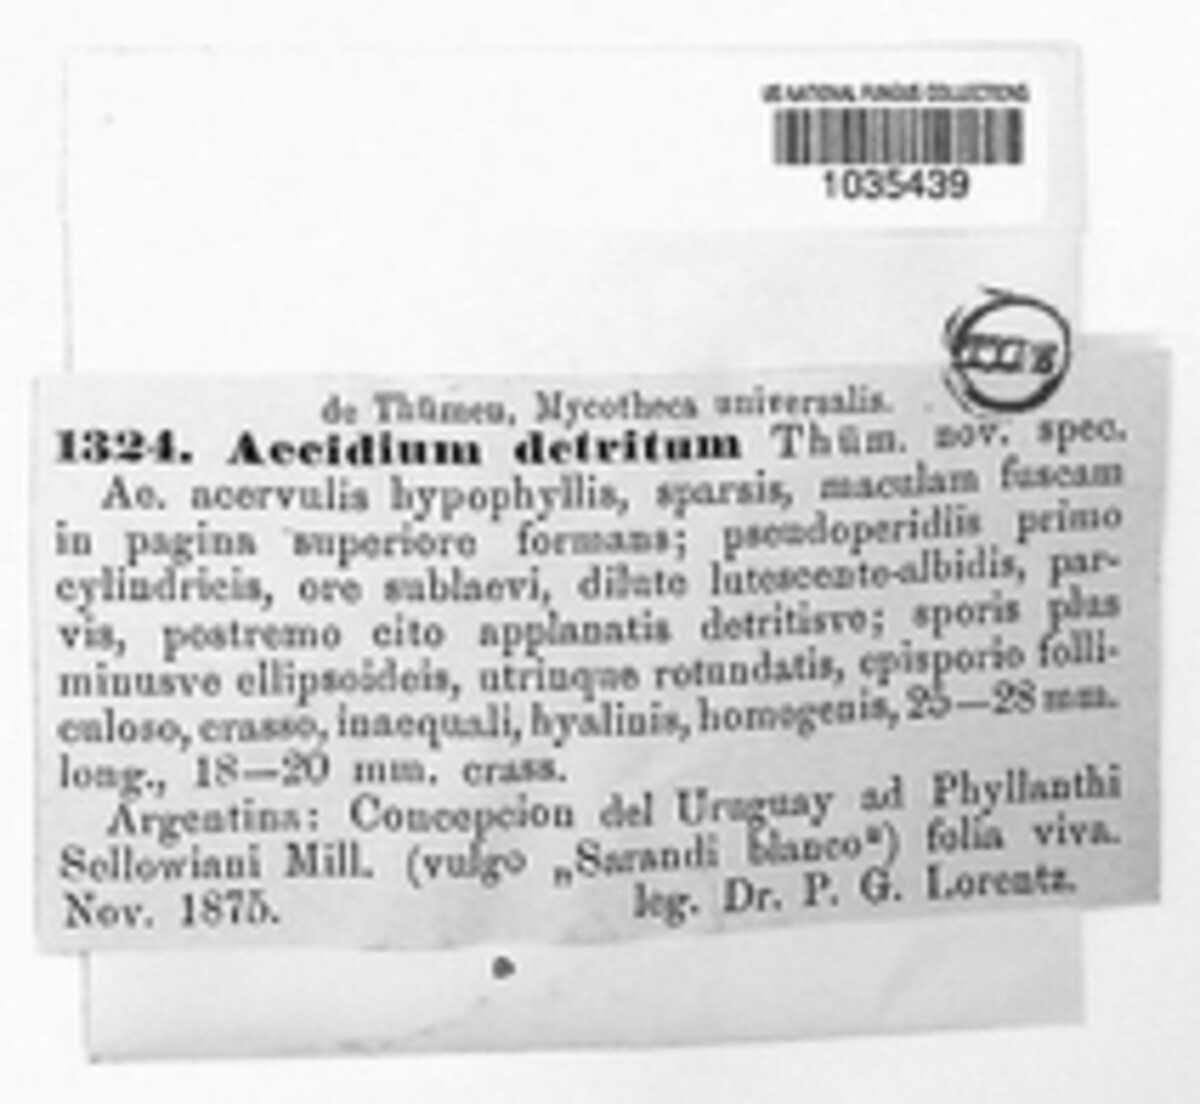 US NATIONAL FUNGUS COLLECTIONS
1035439
de Thümen, Mycotheca universalis.
1324. Aecidium detritum Thüm. nov. spec.
Ae. acervulis hypophyllis, sparsis, maculam fuscam
in pagina superiore formans; pseudoperidiis primo
cylindricis, ore sublaevi, dilute lutescente-albidis, par-
vis, postremo cito applanatis detritisve; sporis plus
minusve ellipsoideis, utrinque rotundatis, episporio folli-
culoso, crasso, inaequali, hyalinis, homogenis, 25—28 mm.
long., 18—20 mm. crass.
Argentina: Concepcion del Uruguay ad Phyllanthi
Sellowiani Mill. (vulgo „Sarandi blanco“) folia viva.
Nov. 1875. leg. Dr. P. G. Lorentz.